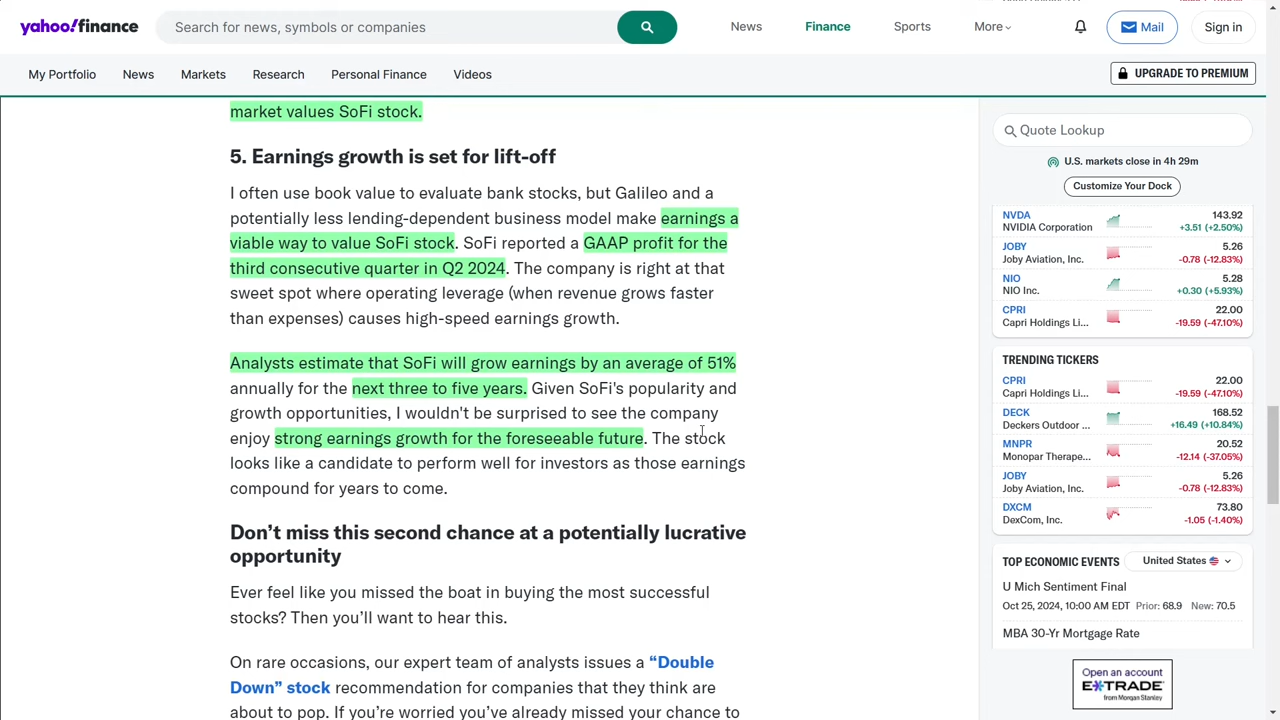 yahoo!finance
Search for news, symbols or companies
News
Finance
Sports
More
Mail
Sign in
My Portfolio
News
Markets
Research
Personal Finance
Videos
UPGRADE TO PREMIUM
market values SoFi stock.
5. Earnings growth is set for lift-off
I often use book value to evaluate bank stocks, but Galileo and a
potentially less lending-dependent business model make earnings a
viable way to value SoFi stock. SoFi reported a GAAP profit for the
third consecutive quarter in Q2 2024. The company is right at that
sweet spot where operating leverage (when revenue grows faster
than expenses) causes high-speed earnings growth.
Analysts estimate that SoFi will grow earnings by an average of 51%
annually for the next three to five years. Given SoFi's popularity and
growth opportunities, I wouldn't be surprised to see the company
enjoy strong earnings growth for the foreseeable future. The stock
looks like a candidate to perform well for investors as those earnings
compound for years to come.
Don’t miss this second chance at a potentially lucrative
opportunity
Ever feel like you missed the boat in buying the most successful
stocks? Then you’ll want to hear this.
On rare occasions, our expert team of analysts issues a “Double
Down” stock recommendation for companies that they think are
about to pop. If you’re worried you’ve already missed your chance to
Quote Lookup
U.S. markets close in 4h 29m
Customize Your Dock
NVDA 143.92
NVIDIA Corporation +3.51 (+2.50%)
JOBY 5.26
Joby Aviation, Inc. -0.78 (-12.83%)
NIO 5.28
NIO Inc. +0.30 (+5.93%)
CPRI 22.00
Capri Holdings Li... -19.59 (-47.10%)
TRENDING TICKERS
CPRI 22.00
Capri Holdings Li... -19.59 (-47.10%)
DECK 168.52
Deckers Outdoor ... +16.49 (+10.84%)
MNPR 20.52
Monopar Therape... -12.14 (-37.05%)
JOBY 5.26
Joby Aviation, Inc. -0.78 (-12.83%)
DXCM 73.80
DexCom, Inc. -1.05 (-1.40%)
TOP ECONOMIC EVENTS
United States
U Mich Sentiment Final
Oct 25, 2024, 10:00 AM EDT Prior: 68.9 New: 70.5
MBA 30-Yr Mortgage Rate
Open an account
E*TRADE
from Morgan Stanley